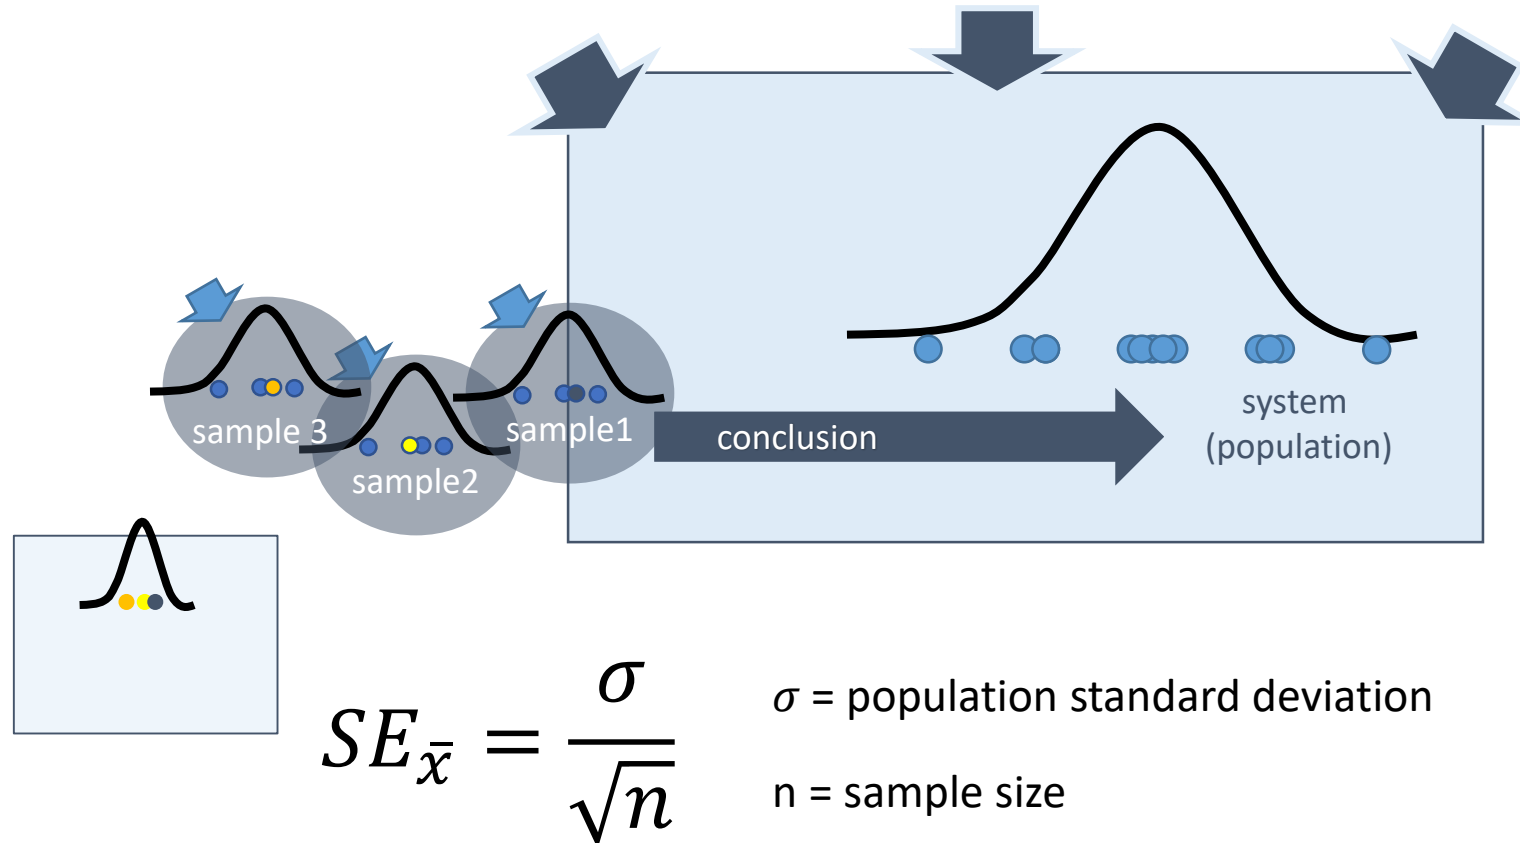 sample 3
sample2
sample1
conclusion
system
(population)
𝑆𝐸_x̄ = σ/√n
σ = population standard deviation
n = sample size